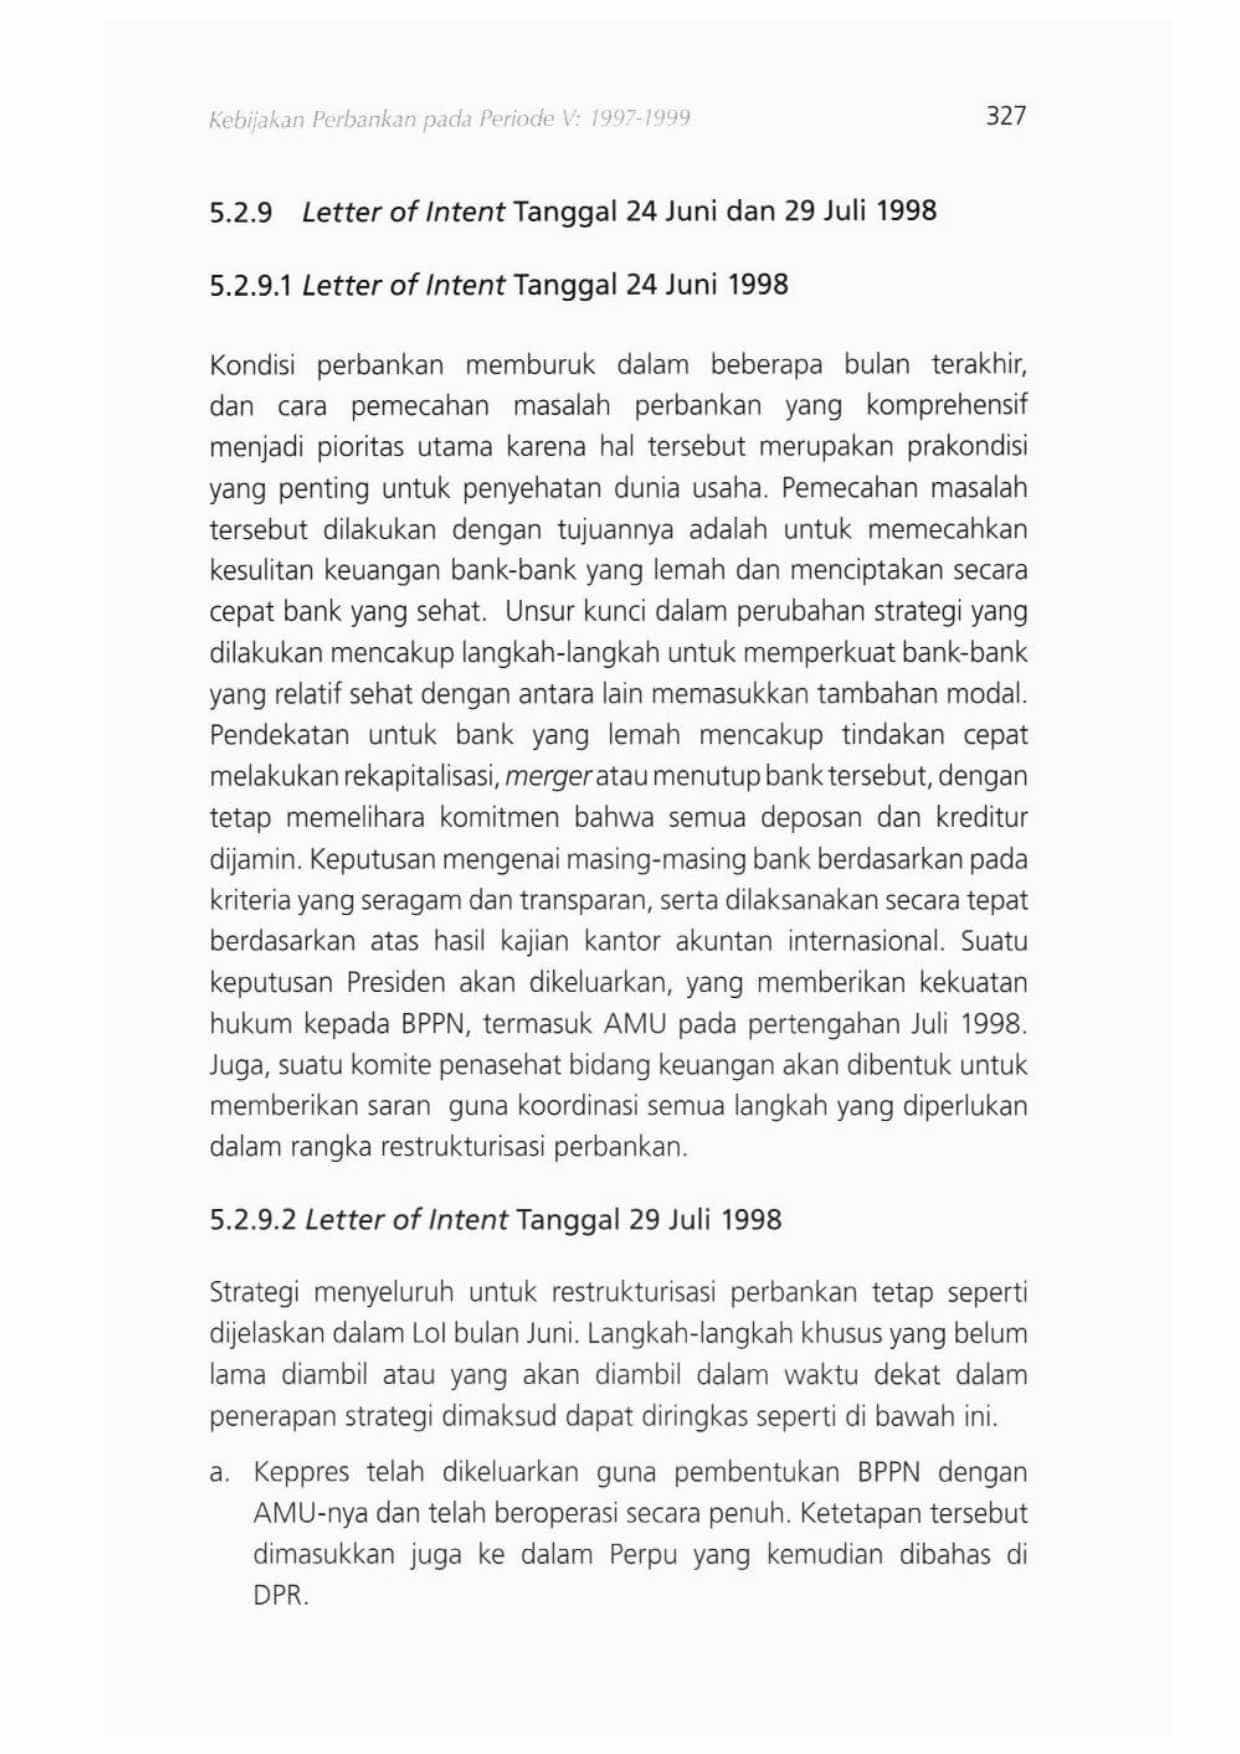 Kebijakan Perbankan pada Periode V: 1997-1999 327
5.2.9 Letter of Intent Tanggal 24 Juni dan 29 Juli 1998
5.2.9.1 Letter of Intent Tanggal 24 Juni 1998
Kondisi perbankan memburuk dalam beberapa bulan terakhir,
dan cara pemecahan masalah perbankan yang komprehensif
menjadi pioritas utama karena hal tersebut merupakan prakondisi
yang penting untuk penyehatan dunia usaha. Pemecahan masalah
tersebut dilakukan dengan tujuannya adalah untuk memecahkan
kesulitan keuangan bank-bank yang lemah dan menciptakan secara
cepat bank yang sehat. Unsur kunci dalam perubahan strategi yang
dilakukan mencakup langkah-langkah untuk memperkuat bank-bank
yang relatif sehat dengan antara lain memasukkan tambahan modal.
Pendekatan untuk bank yang lemah mencakup tindakan cepat
melakukan rekapitalisasi, merger atau menutup bank tersebut, dengan
tetap memelihara komitmen bahwa semua deposan dan kreditur
dijamin. Keputusan mengenai masing-masing bank berdasarkan pada
kriteria yang seragam dan transparan, serta dilaksanakan secara tepat
berdasarkan atas hasil kajian kantor akuntan internasional. Suatu
keputusan Presiden akan dikeluarkan, yang memberikan kekuatan
hukum kepada BPPN, termasuk AMU pada pertengahan Juli 1998.
Juga, suatu komite penasehat bidang keuangan akan dibentuk untuk
memberikan saran guna koordinasi semua langkah yang diperlukan
dalam rangka restrukturisasi perbankan.
5.2.9.2 Letter of Intent Tanggal 29 Juli 1998
Strategi menyeluruh untuk restrukturisasi perbankan tetap seperti
dijelaskan dalam LoI bulan Juni. Langkah-langkah khusus yang belum
lama diambil atau yang akan diambil dalam waktu dekat dalam
penerapan strategi dimaksud dapat diringkas seperti di bawah ini.
a. Keppres telah dikeluarkan guna pembentukan BPPN dengan
AMU-nya dan telah beroperasi secara penuh. Ketetapan tersebut
dimasukkan juga ke dalam Perpu yang kemudian dibahas di
DPR.